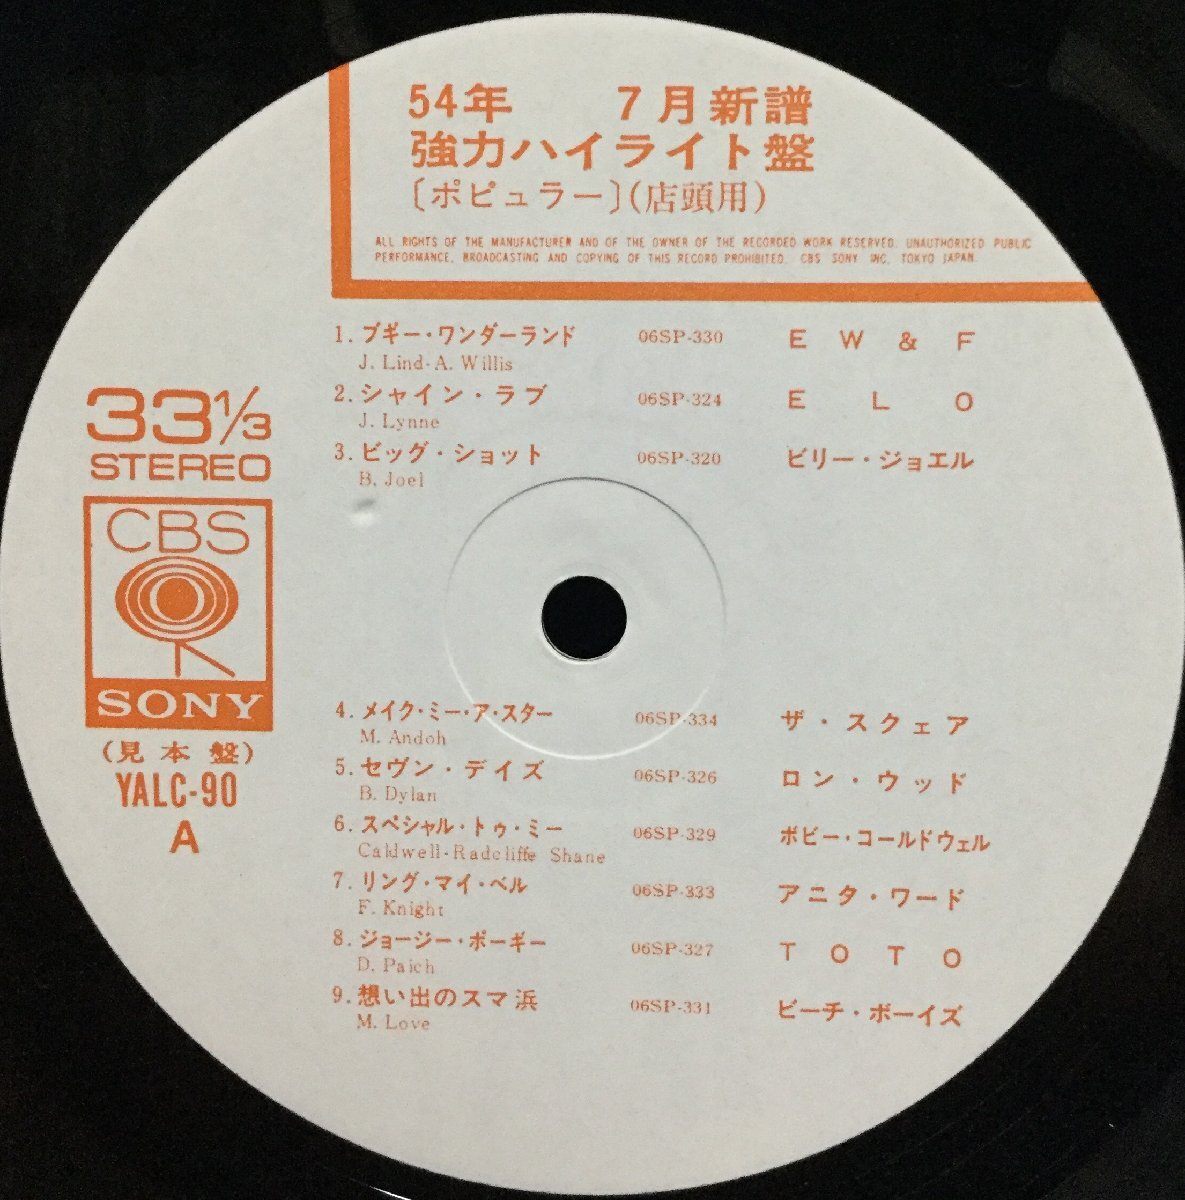 54年 7月新譜
強力ハイライト盤
〔ポピュラー〕(店頭用)
ALL RIGHTS OF THE MANUFACTURER AND OF THE OWNER OF THE RECORDED WORK RESERVED. UNAUTHORIZED PUBLIC
PERFORMANCE, BROADCASTING AND COPYING OF THIS RECORD PROHIBITED. CBS SONY INC. TOKYO JAPAN.
1. ブギー・ワンダーランド 06SP-330 E W & F
J. Lind-A. Willis
2. シャイン・ラブ 06SP-324 E L O
J. Lynne
3. ビッグ・ショット 06SP-320 ビリー・ジョエル
B. Joel
33⅓
STEREO
CBS
SONY
(見本盤)
YALC-90
A
4. メイク・ミー・ア・スター 06SP-334 ザ・スクェア
M. Andoh
5. セヴン・デイズ 06SP-326 ロン・ウッド
B. Dylan
6. スペシャル・トゥ・ミー 06SP-329 ボビー・コールドウェル
Caldwell-Radcliffe Shane
7. リング・マイ・ベル 06SP-333 アニタ・ワード
F. Knight
8. ジョージー・ポーギー 06SP-327 T O T O
D. Paich
9. 想い出のスマ浜 06SP-331 ビーチ・ボーイズ
M. Love